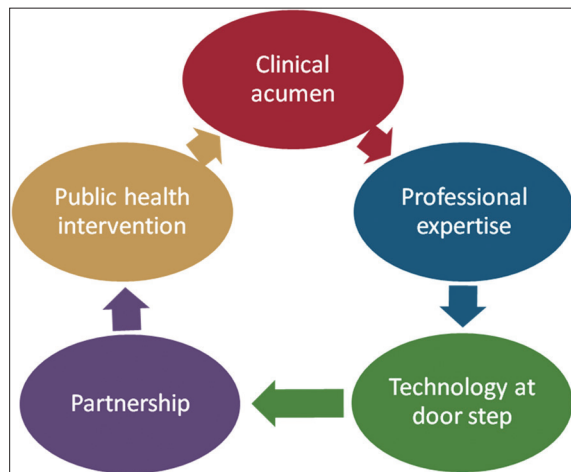 Clinical
acumen
Professional
expertise
Technology at
door step
Partnership
Public health
intervention